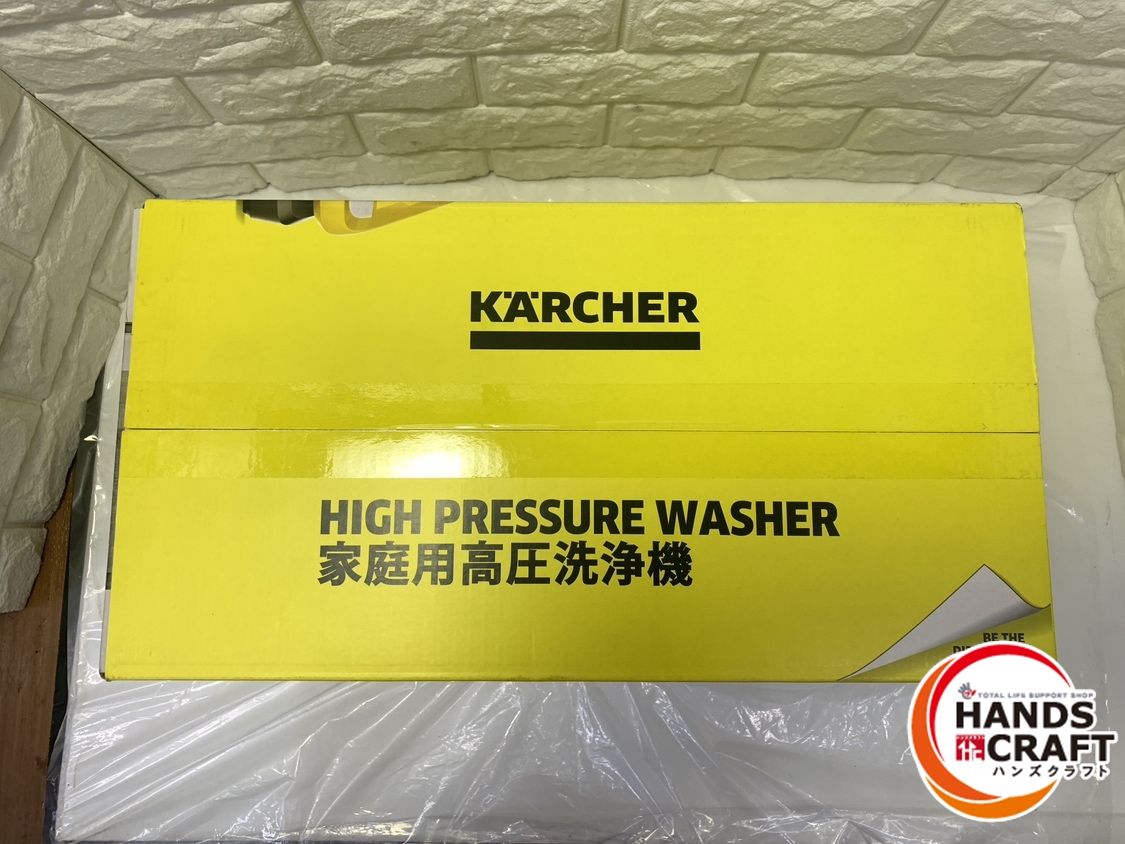 KÄRCHER
HIGH PRESSURE WASHER
家庭用高圧洗浄機
BE THE
TOTAL LIFE SUPPORT SHOP
HANDS
CRAFT
ハンズクラフト